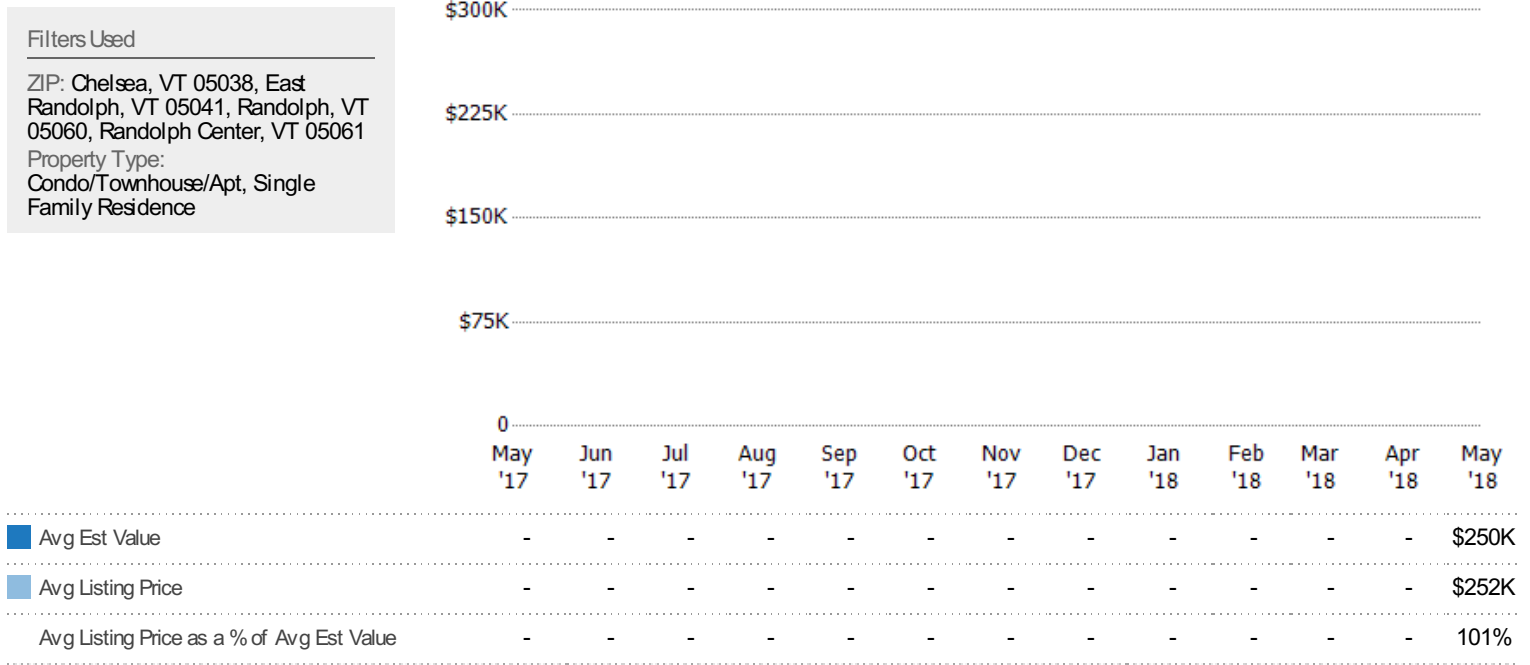 Filters Used
ZIP: Chelsea, VT 05038, East
Randolph, VT 05041, Randolph, VT
05060, Randolph Center, VT 05061
Property Type:
Condo/Townhouse/Apt, Single
Family Residence
$300K
$225K
$150K
$75K
0
May Jun Jul Aug Sep Oct Nov Dec Jan Feb Mar Apr May
'17 '17 '17 '17 '17 '17 '17 '17 '18 '18 '18 '18 '18
Avg Est Value - - - - - - - - - - - - $250K
Avg Listing Price - - - - - - - - - - - - $252K
Avg Listing Price as a % of Avg Est Value - - - - - - - - - - - - 101%